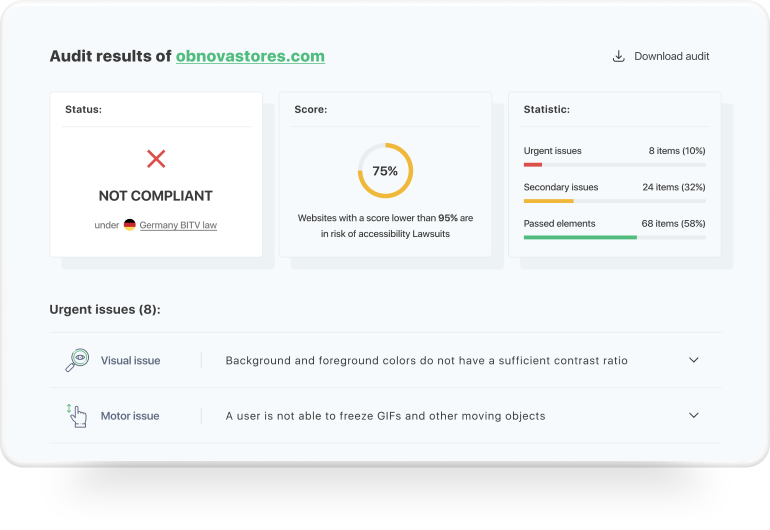 Audit results of obnovastores.com
Download audit
Status:
NOT COMPLIANT
under Germany BITV law
Score:
75%
Websites with a score lower than 95% are
in risk of accessibility Lawsuits
Statistic:
Urgent issues 8 items (10%)
Secondary issues 24 items (32%)
Passed elements 68 items (58%)
Urgent issues (8):
Visual issue Background and foreground colors do not have a sufficient contrast ratio
Motor issue A user is not able to freeze GIFs and other moving objects